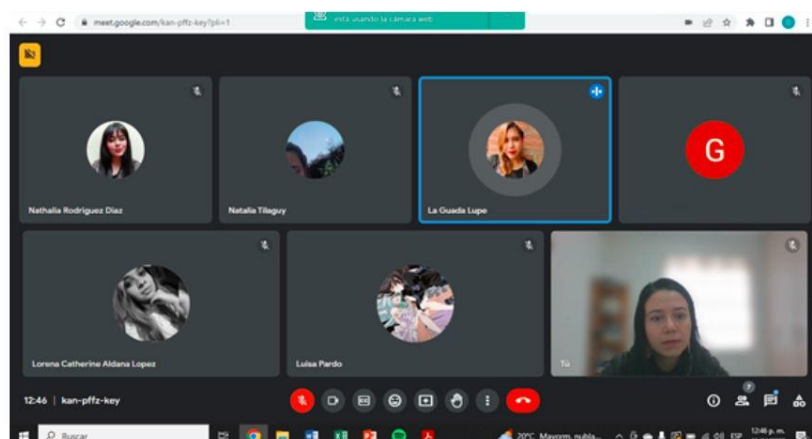 meet.google.com/kan-pffz-key?pli=1
está usando la cámara web
Nathalia Rodriguez Diaz
Natalia Tilaguy
La Guada Lupe
G
Lorena Catherine Aldana Lopez
Luisa Pardo
Tú
12:46 | kan-pffz-key
7
Buscar
20°C Mayorm. nubla...
ESP
12:46 p. m.